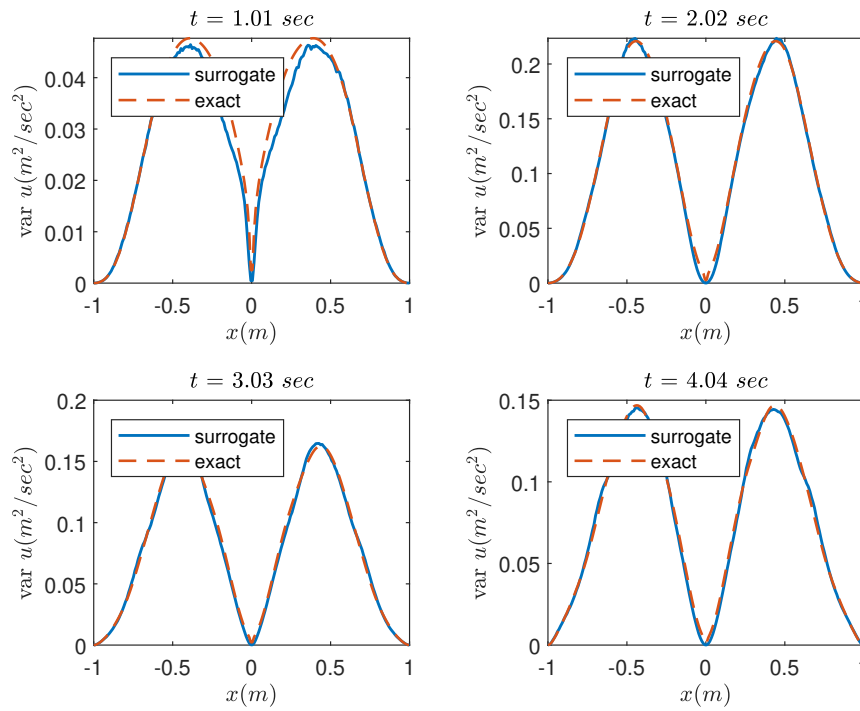 t = 1.01 sec
var u(m²/sec²)
0.04
0.03
0.02
0.01
0
surrogate
exact
-1 -0.5 0 0.5 1
x(m)
t = 2.02 sec
var u(m²/sec²)
0.2
0.15
0.1
0.05
0
surrogate
exact
-1 -0.5 0 0.5 1
x(m)
t = 3.03 sec
var u(m²/sec²)
0.2
0.15
0.1
0.05
0
surrogate
exact
-1 -0.5 0 0.5 1
x(m)
t = 4.04 sec
var u(m²/sec²)
0.15
0.1
0.05
0
surrogate
exact
-1 -0.5 0 0.5 1
x(m)